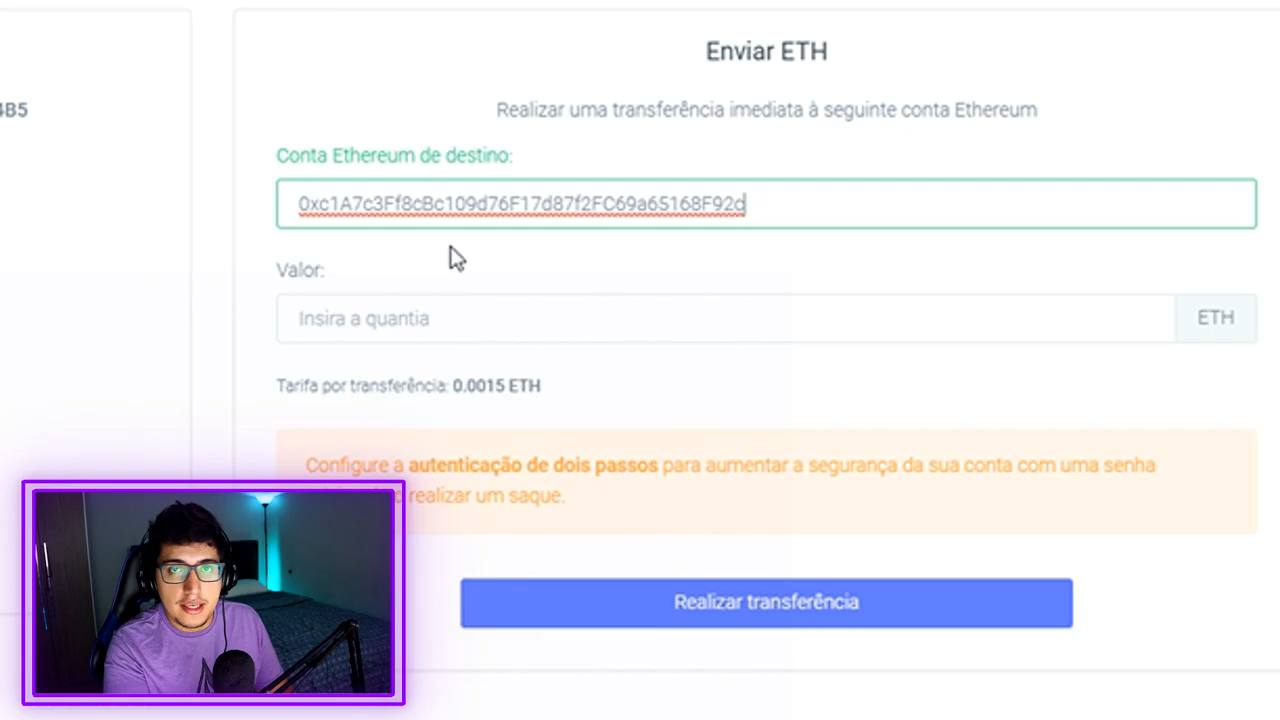 4B5
Enviar ETH
Realizar uma transferência imediata à seguinte conta Ethereum
Conta Ethereum de destino:
0xc1A7c3Ff8cBc109d76F17d87f2FC69a65168F92d
Valor:
Insira a quantia
ETH
Tarifa por transferência: 0.0015 ETH
Configure a autenticação de dois passos para aumentar a segurança da sua conta com uma senha
realizar um saque.
Realizar transferência